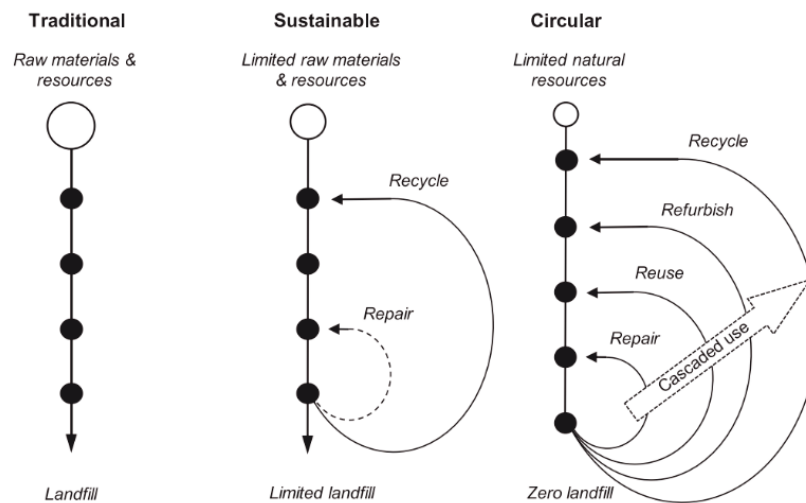 Traditional
Raw materials &
resources
Landfill
Sustainable
Limited raw materials
& resources
Recycle
Repair
Limited landfill
Circular
Limited natural
resources
Recycle
Refurbish
Reuse
Repair
Cascaded use
Zero landfill